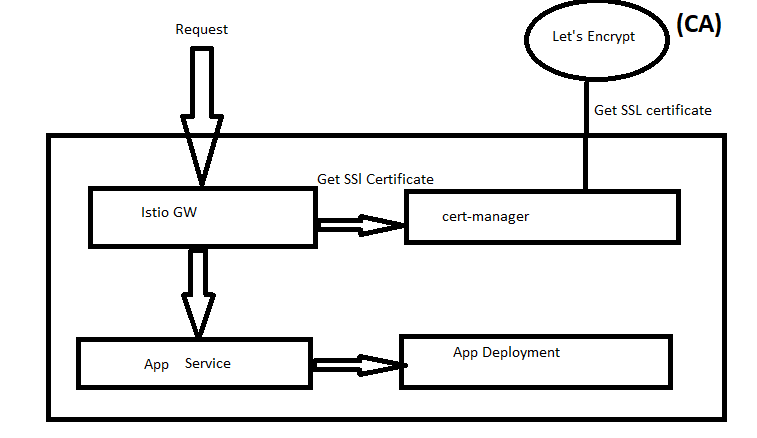 Request
Let's Encrypt
(CA)
Get SSL certificate
Get SSl Certificate
Istio GW
cert-manager
App Service
App Deployment